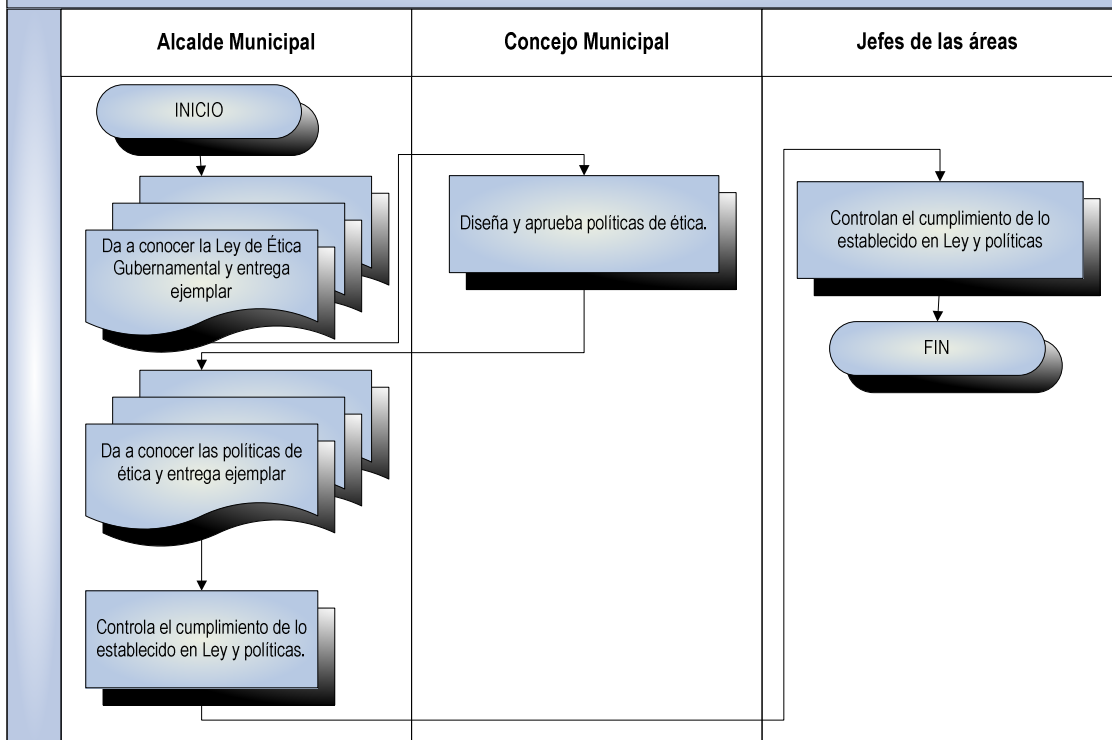 Alcalde Municipal
Concejo Municipal
Jefes de las áreas
INICIO
Da a conocer la Ley de Ética
Gubernamental y entrega
ejemplar
Diseña y aprueba políticas de ética.
Da a conocer las políticas de
ética y entrega ejemplar
Controla el cumplimiento de lo
establecido en Ley y políticas.
Controlan el cumplimiento de lo
establecido en Ley y políticas
FIN